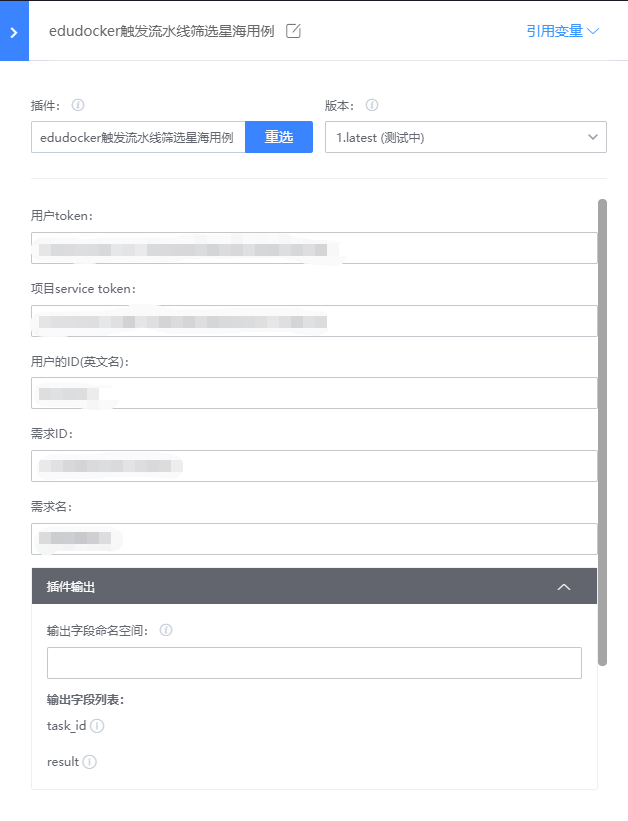 edudocker触发流水线筛选星海用例
引用变量
插件：
版本：
edudocker触发流水线筛选星海用例
重选
1.latest (测试中)
用户token：
项目service token：
用户的ID(英文名)：
需求ID：
需求名：
插件输出
输出字段命名空间：
输出字段列表：
task_id
result